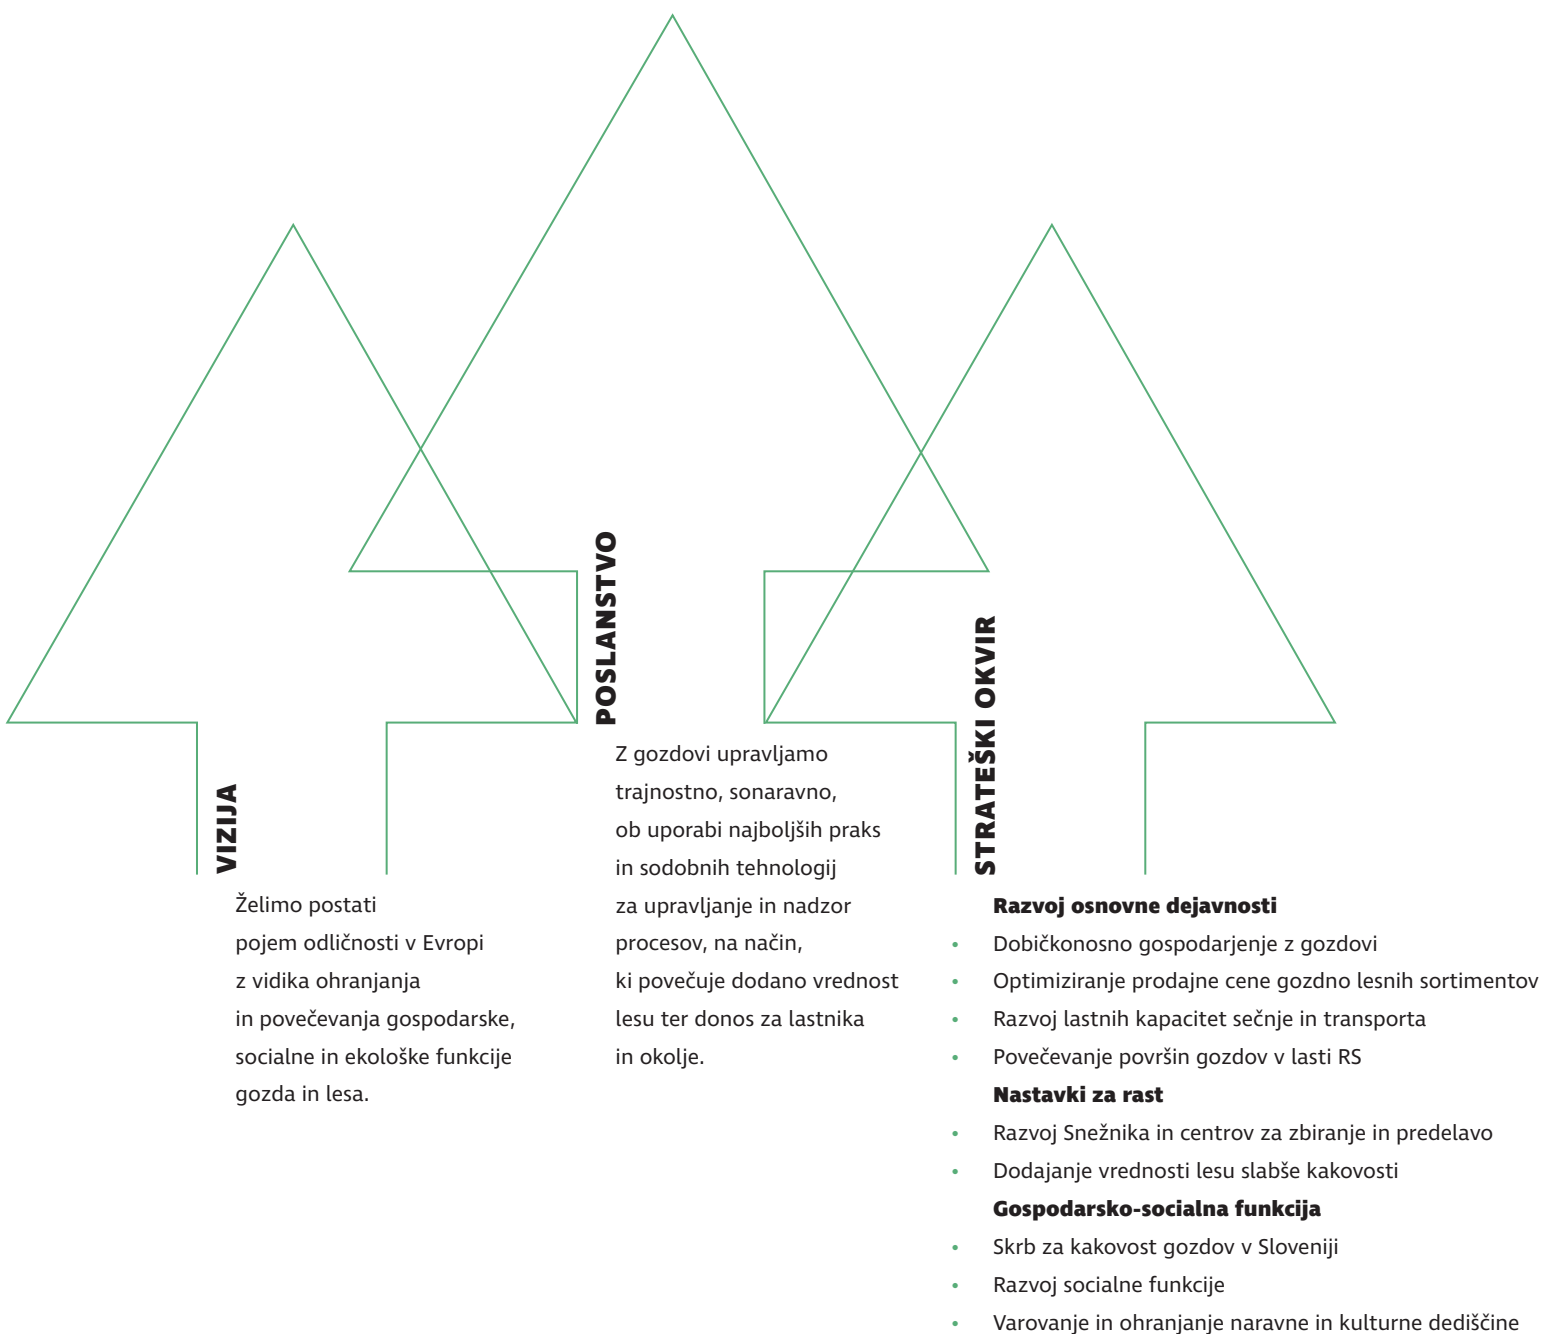 VIZIJA
Želimo postati
pojem odličnosti v Evropi
z vidika ohranjanja
in povečevanja gospodarske,
socialne in ekološke funkcije
gozda in lesa.
POSLANSTVO
Z gozdovi upravljamo
trajnostno, sonaravno,
ob uporabi najboljših praks
in sodobnih tehnologij
za upravljanje in nadzor
procesov, na način,
ki povečuje dodano vrednost
lesu ter donos za lastnika
in okolje.
STRATEŠKI OKVIR
Razvoj osnovne dejavnosti
• Dobičkonosno gospodarjenje z gozdovi
• Optimiziranje prodajne cene gozdno lesnih sortimentov
• Razvoj lastnih kapacitet sečnje in transporta
• Povečevanje površin gozdov v lasti RS
Nastavki za rast
• Razvoj Snežnika in centrov za zbiranje in predelavo
• Dodajanje vrednosti lesu slabše kakovosti
Gospodarsko-socialna funkcija
• Skrb za kakovost gozdov v Sloveniji
• Razvoj socialne funkcije
• Varovanje in ohranjanje naravne in kulturne dediščine